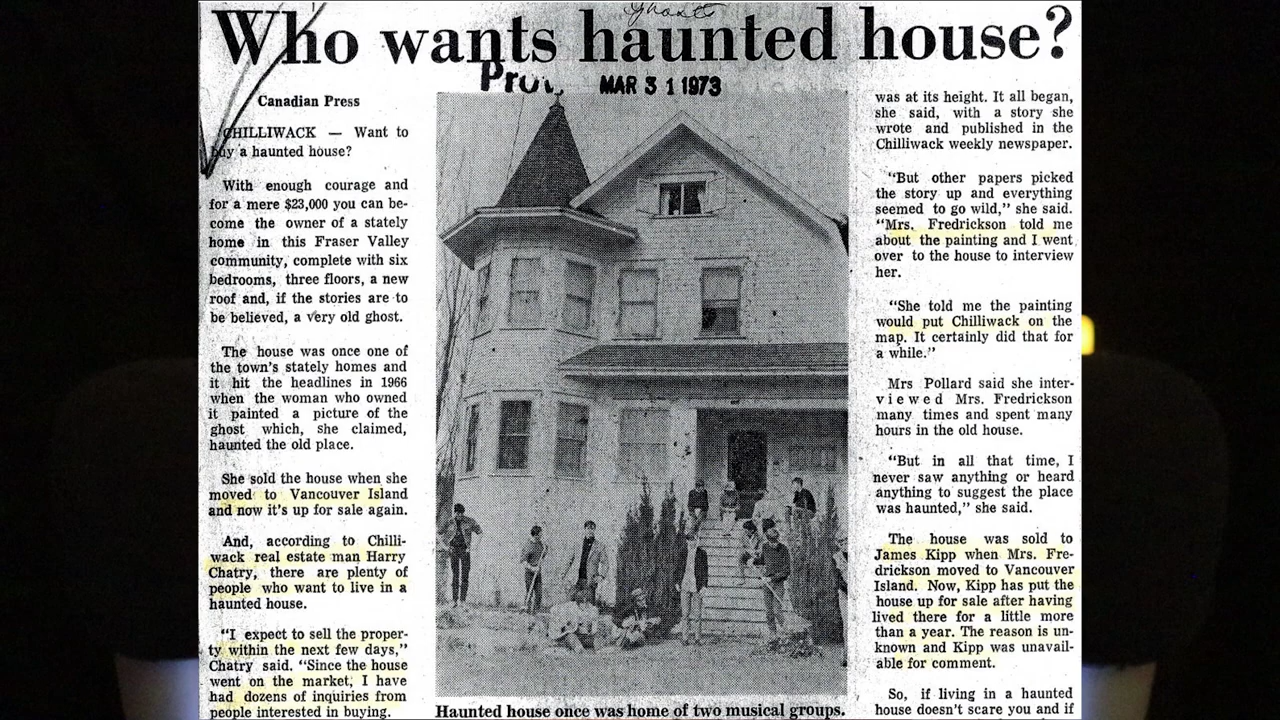 Ghosts
Who wants haunted house?
Prov. MAR 31 1973
Canadian Press
CHILLIWACK — Want to
buy a haunted house?
With enough courage and
for a mere $23,000 you can be-
come the owner of a stately
home in this Fraser Valley
community, complete with six
bedrooms, three floors, a new
roof and, if the stories are to
be believed, a very old ghost.
The house was once one of
the town's stately homes and
it hit the headlines in 1966
when the woman who owned
it painted a picture of the
ghost which, she claimed,
haunted the old place.
She sold the house when she
moved to Vancouver Island
and now it's up for sale again.
And, according to Chilli-
wack real estate man Harry
Chatry, there are plenty of
people who want to live in a
haunted house.
"I expect to sell the proper-
ty within the next few days,"
Chatry said. "Since the house
went on the market, I have
had dozens of inquiries from
people interested in buying.
Haunted house once was home of two musical groups.
was at its height. It all began,
she said, with a story she
wrote and published in the
Chilliwack weekly newspaper.
"But other papers picked
the story up and everything
seemed to go wild," she said.
"Mrs. Fredrickson told me
about the painting and I went
over to the house to interview
her.
"She told me the painting
would put Chilliwack on the
map. It certainly did that for
a while."
Mrs Pollard said she inter-
viewed Mrs. Fredrickson
many times and spent many
hours in the old house.
"But in all that time, I
never saw anything or heard
anything to suggest the place
was haunted," she said.
The house was sold to
James Kipp when Mrs. Fre-
drickson moved to Vancouver
Island. Now, Kipp has put the
house up for sale after having
lived there for a little more
than a year. The reason is un-
known and Kipp was unavail-
able for comment.
So, if living in a haunted
house doesn't scare you and if